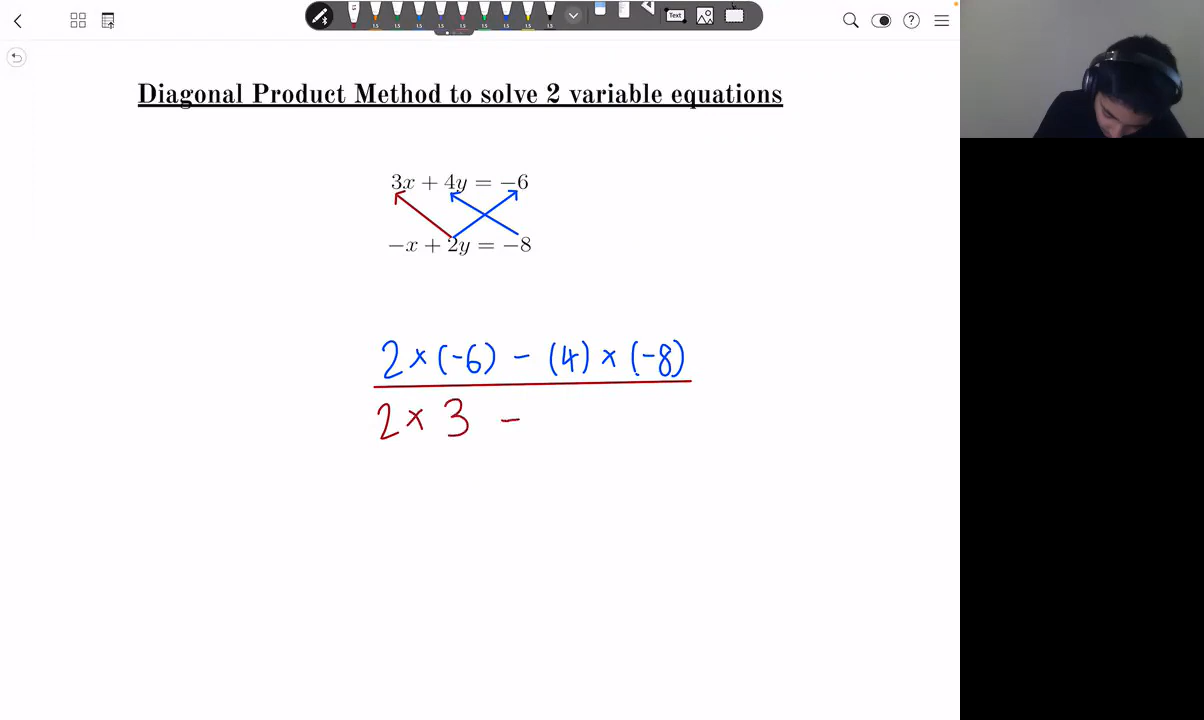 Text
Diagonal Product Method to solve 2 variable equations
3x + 4y = −6
−x + 2y = −8
2 × (-6) - (4) × (-8)
2 × 3 -